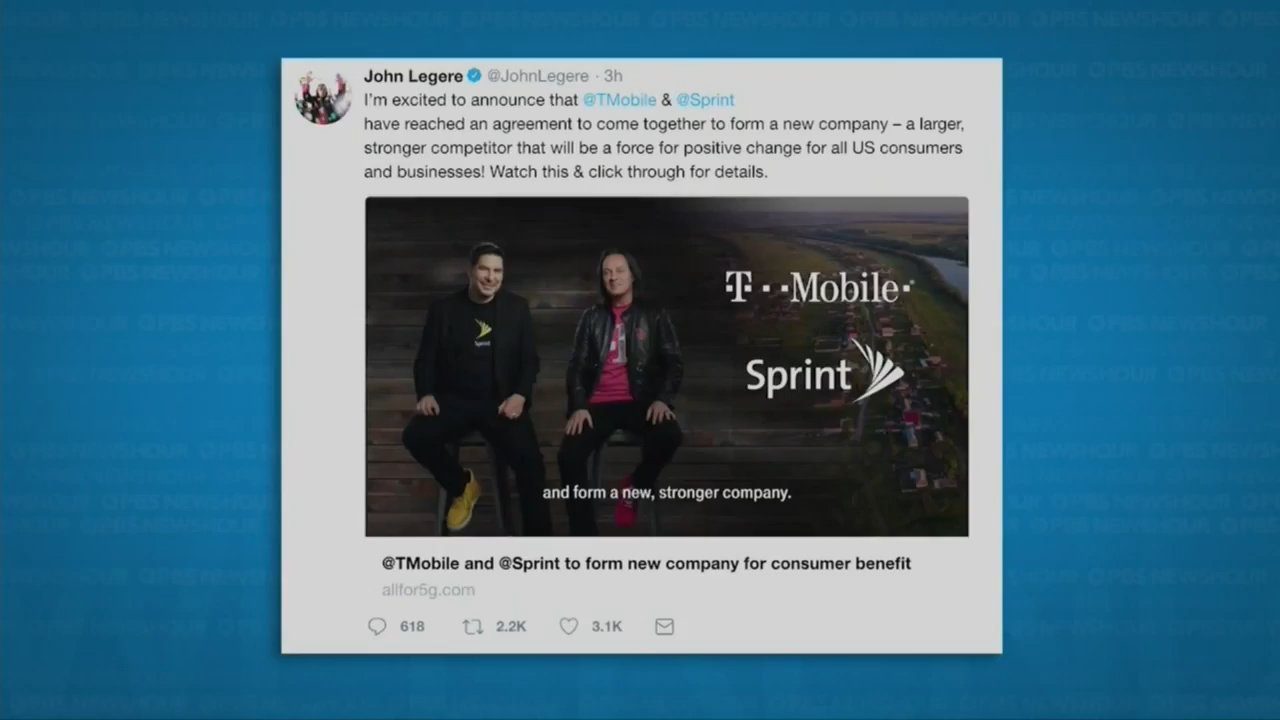 John Legere @JohnLegere · 3h
I'm excited to announce that @TMobile & @Sprint
have reached an agreement to come together to form a new company – a larger,
stronger competitor that will be a force for positive change for all US consumers
and businesses! Watch this & click through for details.
T··Mobile·
Sprint
Sprint
and form a new, stronger company.
@TMobile and @Sprint to form new company for consumer benefit
allfor5g.com
618 2.2K 3.1K
@PBS NEWSHOUR